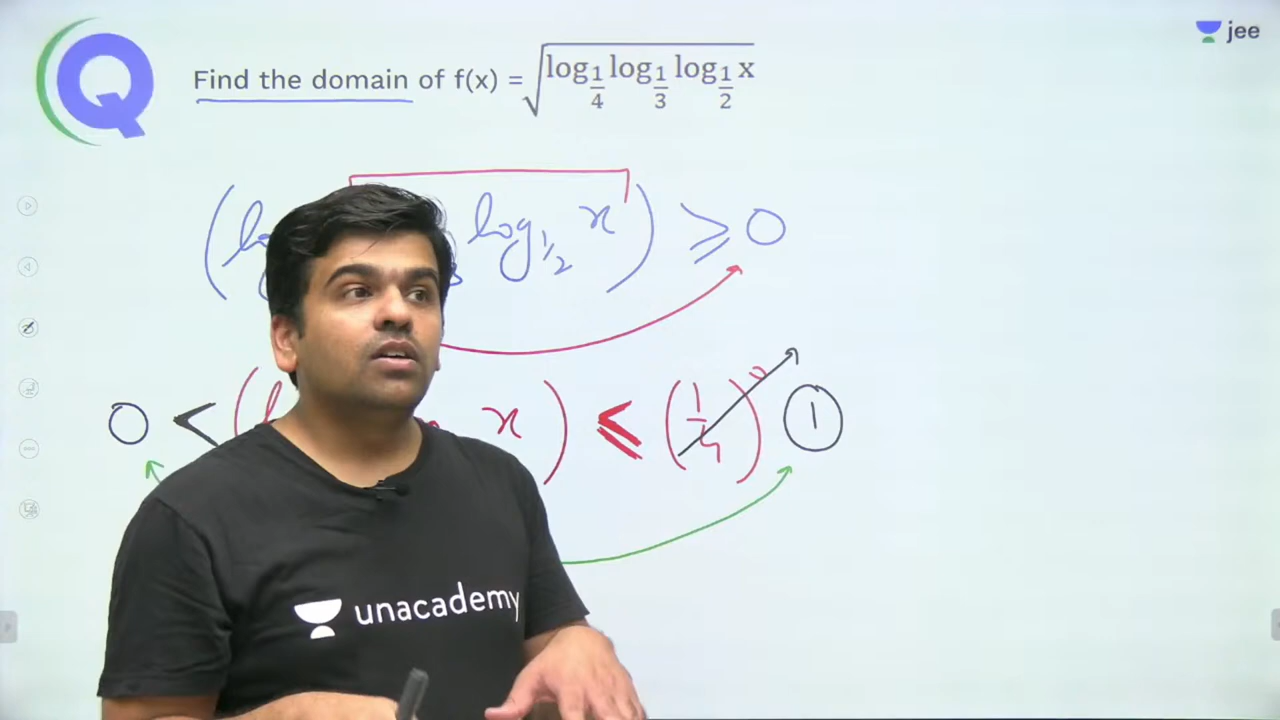 jee
Find the domain of f(x) = √(log_{1/4} log_{1/3} log_{1/2} x)
log_{1/2} x) ≥ 0
0 < ( x) ≤ (1/4)^0 1
unacademy